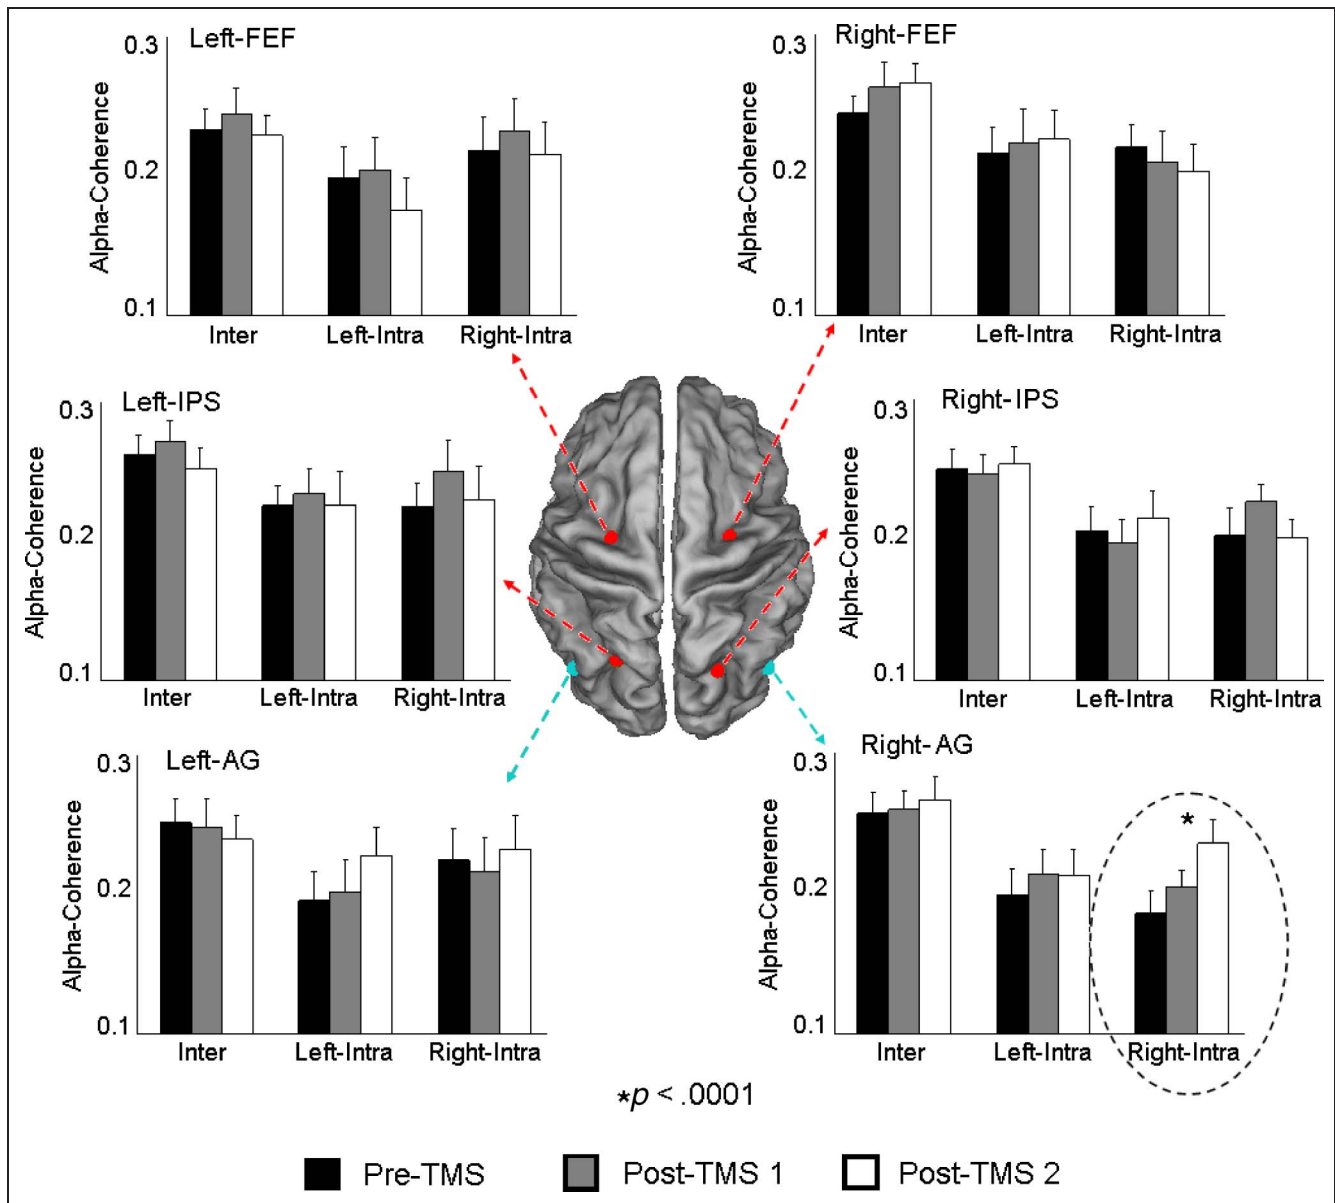 Left-FEF
0.3
0.2
0.1
Alpha-Coherence
Inter
Left-Intra
Right-Intra
Right-FEF
0.3
0.2
0.1
Alpha-Coherence
Inter
Left-Intra
Right-Intra
Left-IPS
0.3
0.2
0.1
Alpha-Coherence
Inter
Left-Intra
Right-Intra
Right-IPS
0.3
0.2
0.1
Alpha-Coherence
Inter
Left-Intra
Right-Intra
Left-AG
0.3
0.2
0.1
Alpha-Coherence
Inter
Left-Intra
Right-Intra
Right-AG
0.3
0.2
0.1
Alpha-Coherence
*
Inter
Left-Intra
Right-Intra
*p < .0001
Pre-TMS
Post-TMS 1
Post-TMS 2